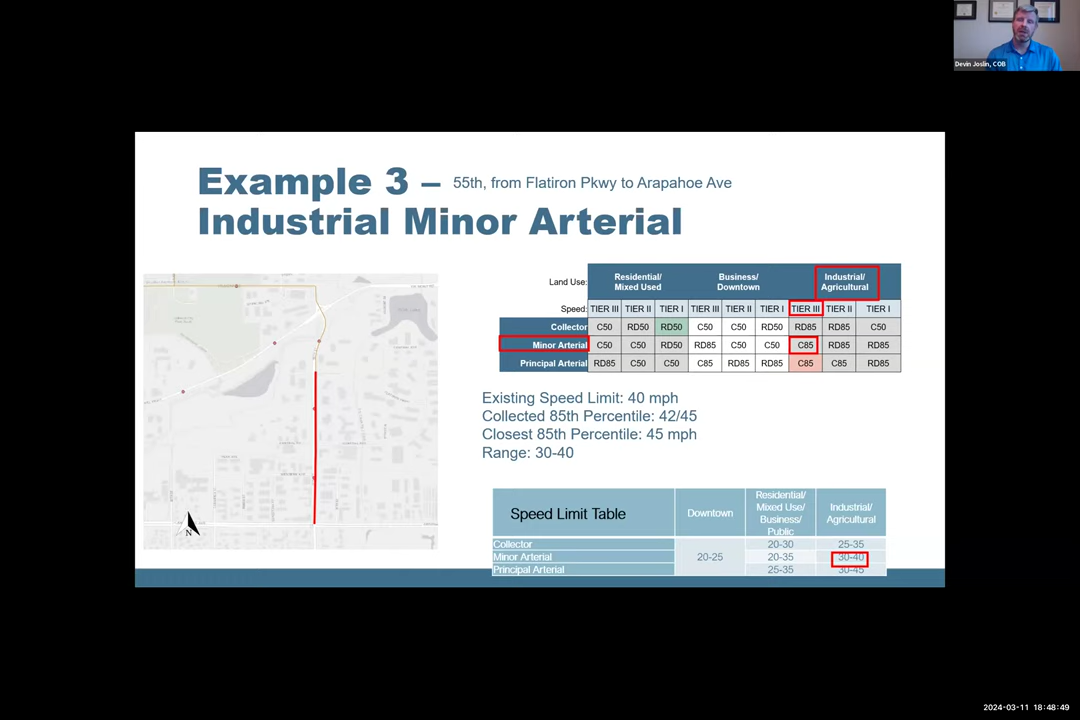 Devin Joslin, COB
Example 3 – 55th, from Flatiron Pkwy to Arapahoe Ave
Industrial Minor Arterial
Land Use: Residential/ Mixed Used Business/ Downtown Industrial/ Agricultural
Speed: TIER III TIER II TIER I TIER III TIER II TIER I TIER III TIER II TIER I
Collector C50 RD50 RD50 C50 C50 RD50 RD85 RD85 C50
Minor Arterial C50 C50 RD50 RD85 C50 C50 C85 RD85 RD85
Principal Arterial RD85 C50 C50 C85 RD85 RD85 C85 C85 RD85
Existing Speed Limit: 40 mph
Collected 85th Percentile: 42/45
Closest 85th Percentile: 45 mph
Range: 30-40
Speed Limit Table Downtown Residential/ Mixed Use/ Business/ Public Industrial/ Agricultural
Collector 20-30 25-35
Minor Arterial 20-25 20-35 30-40
Principal Arterial 25-35 30-45
N
2024-03-11 18:48:49